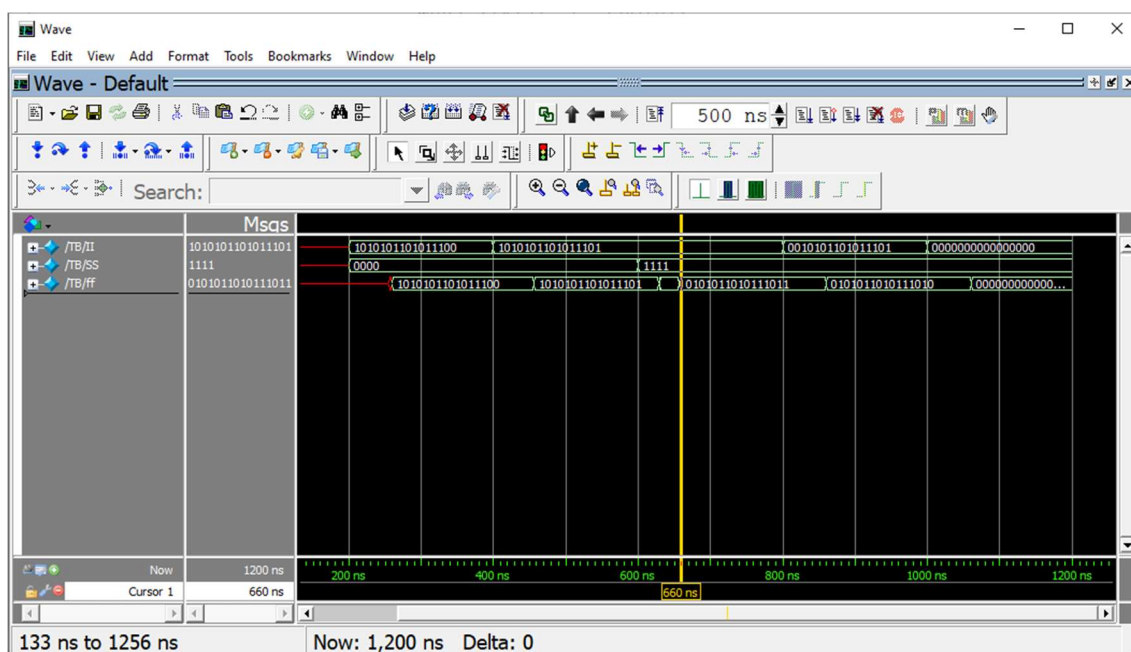 Wave
File Edit View Add Format Tools Bookmarks Window Help
Wave - Default
500 ns
Search:
Msgs
/TB/II 1010101101011101 1010101101011100 1010101101011101 0010101101011101 0000000000000000
/TB/SS 1111 0000 1111
/TB/ff 0101011010111011 1010101101011100 1010101101011101 0101011010111011 0101011010111010 000000000000...
Now 1200 ns 200 ns 400 ns 600 ns 800 ns 1000 ns 1200 ns
Cursor 1 660 ns 660 ns
133 ns to 1256 ns Now: 1,200 ns Delta: 0